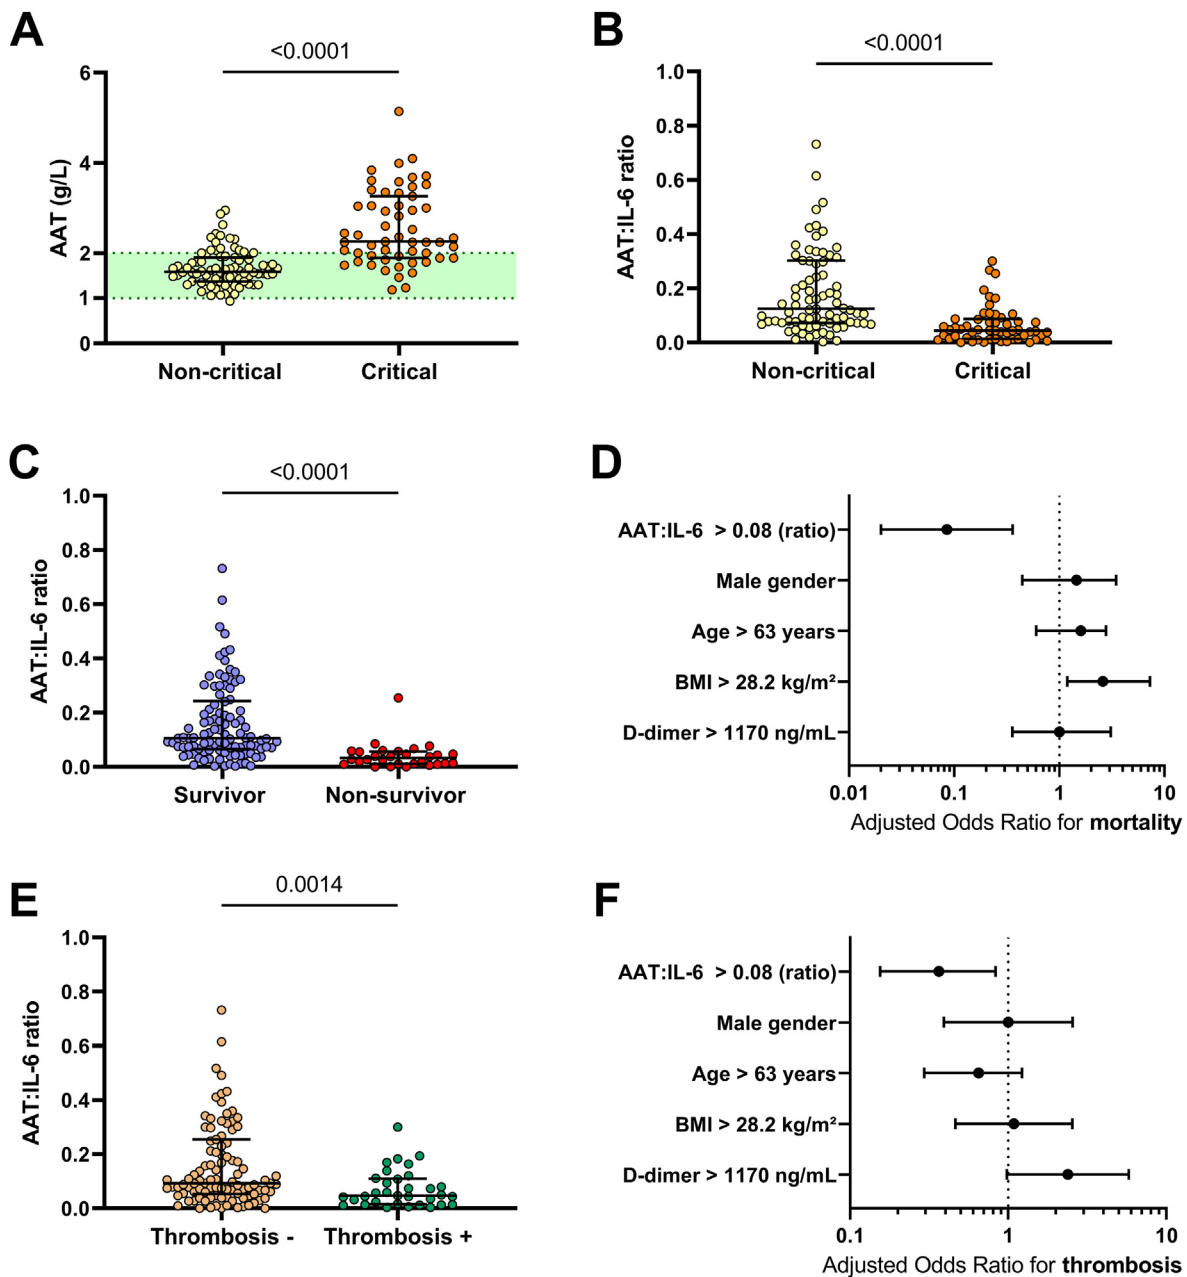 A
<0.0001
AAT (g/L)
6
4
2
1
0
Non-critical
Critical
B
<0.0001
AAT:IL-6 ratio
1.0
0.8
0.6
0.4
0.2
0.0
Non-critical
Critical
C
<0.0001
AAT:IL-6 ratio
1.0
0.8
0.6
0.4
0.2
0.0
Survivor
Non-survivor
D
AAT:IL-6 > 0.08 (ratio)
Male gender
Age > 63 years
BMI > 28.2 kg/m²
D-dimer > 1170 ng/mL
0.01
0.1
1
10
Adjusted Odds Ratio for mortality
E
0.0014
AAT:IL-6 ratio
1.0
0.8
0.6
0.4
0.2
0.0
Thrombosis -
Thrombosis +
F
AAT:IL-6 > 0.08 (ratio)
Male gender
Age > 63 years
BMI > 28.2 kg/m²
D-dimer > 1170 ng/mL
0.1
1
10
Adjusted Odds Ratio for thrombosis